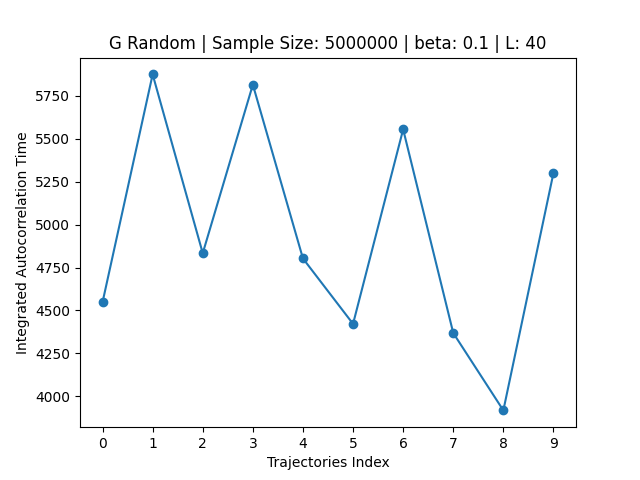 G Random | Sample Size: 5000000 | beta: 0.1 | L: 40
Integrated Autocorrelation Time
5750
5500
5250
5000
4750
4500
4250
4000
0 1 2 3 4 5 6 7 8 9
Trajectories Index